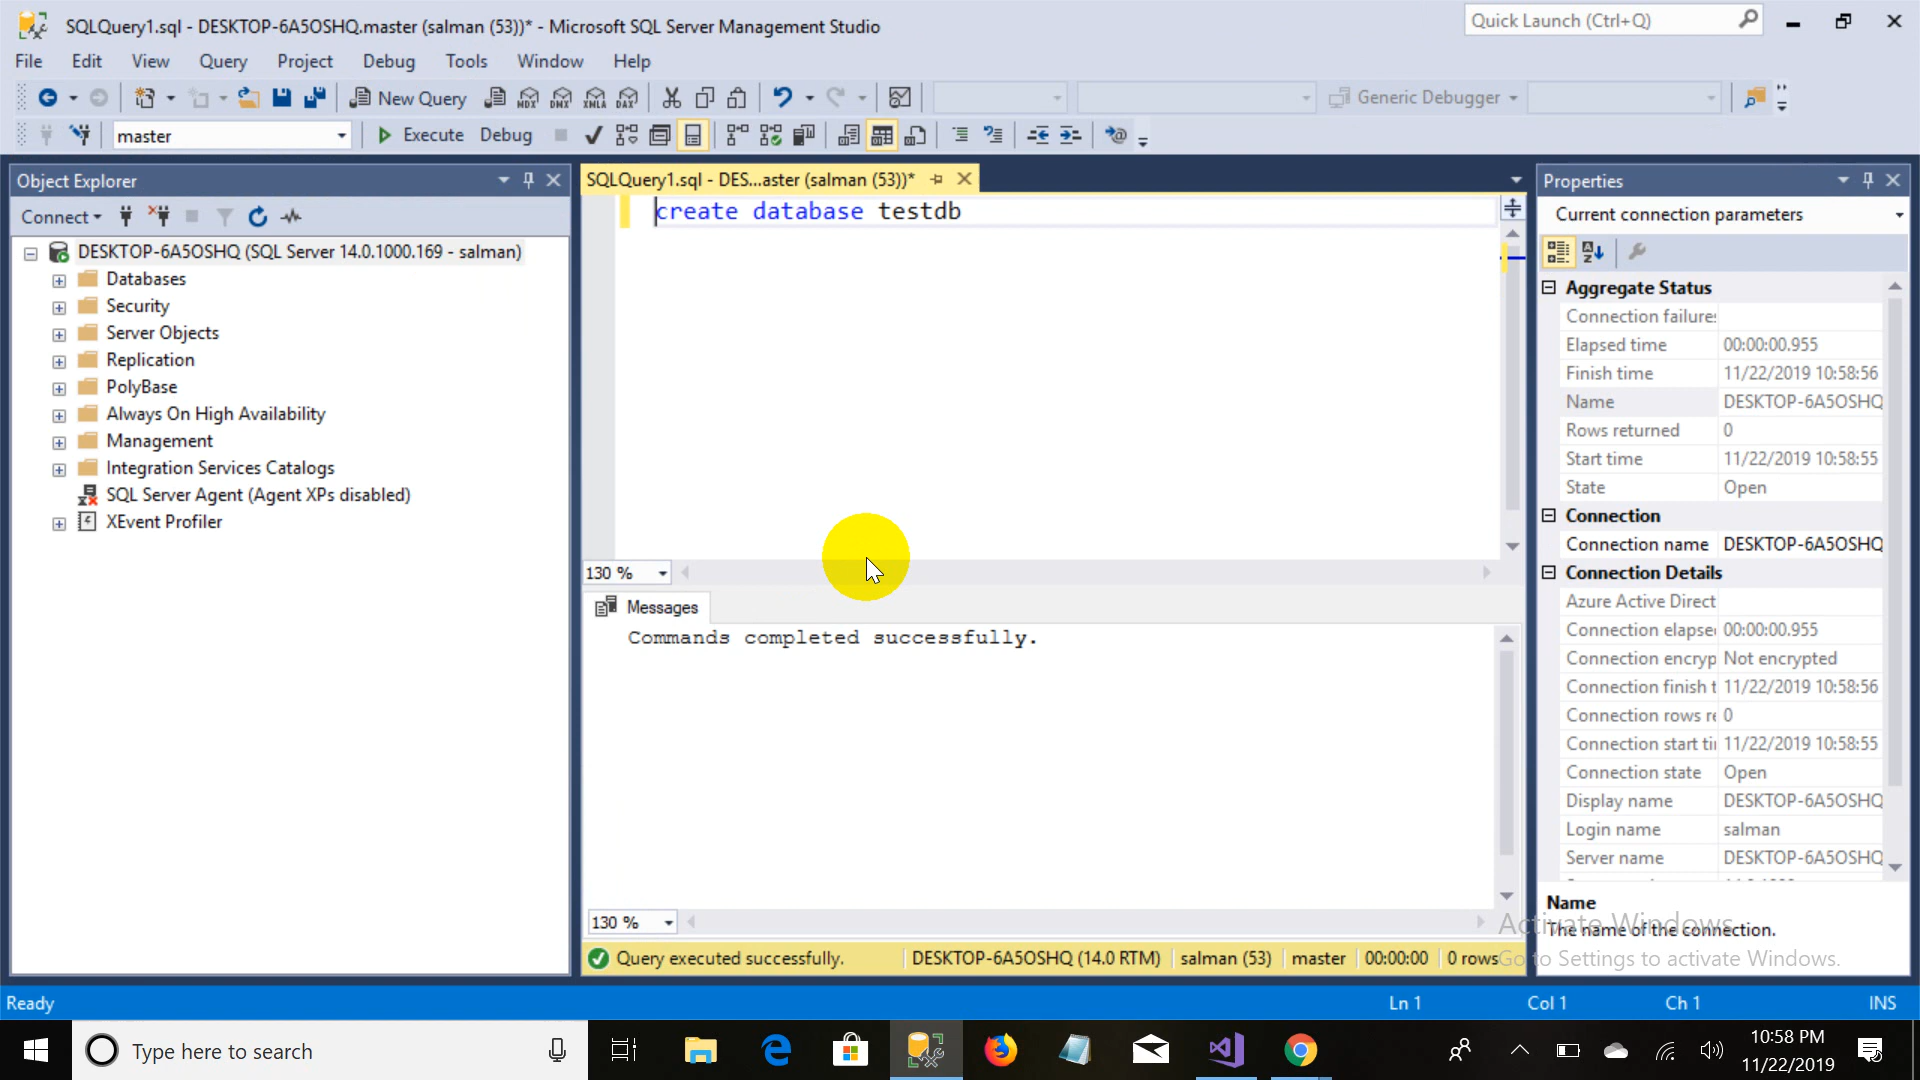 SQLQuery1.sql - DESKTOP-6A5OSHQ.master (salman (53))* - Microsoft SQL Server Management Studio
Quick Launch (Ctrl+Q)
File Edit View Query Project Debug Tools Window Help
New Query
MDX DMX XMLA DAX
Generic Debugger
master
Execute Debug
Object Explorer
Connect
DESKTOP-6A5OSHQ (SQL Server 14.0.1000.169 - salman)
Databases
Security
Server Objects
Replication
PolyBase
Always On High Availability
Management
Integration Services Catalogs
SQL Server Agent (Agent XPs disabled)
XEvent Profiler
SQLQuery1.sql - DES...aster (salman (53))*
create database testdb
130 %
Messages
Commands completed successfully.
130 %
Query executed successfully. DESKTOP-6A5OSHQ (14.0 RTM) salman (53) master 00:00:00 0 rows
Properties
Current connection parameters
Aggregate Status
Connection failures
Elapsed time 00:00:00.955
Finish time 11/22/2019 10:58:56
Name DESKTOP-6A5OSHQ
Rows returned 0
Start time 11/22/2019 10:58:55
State Open
Connection
Connection name DESKTOP-6A5OSHQ
Connection Details
Azure Active Direct
Connection elapse 00:00:00.955
Connection encryp Not encrypted
Connection finish t 11/22/2019 10:58:56
Connection rows re 0
Connection start ti 11/22/2019 10:58:55
Connection state Open
Display name DESKTOP-6A5OSHQ
Login name salman
Server name DESKTOP-6A5OSHQ
Name
The name of the connection.
Activate Windows
Go to Settings to activate Windows.
Ready Ln 1 Col 1 Ch 1 INS
Type here to search
10:58 PM
11/22/2019